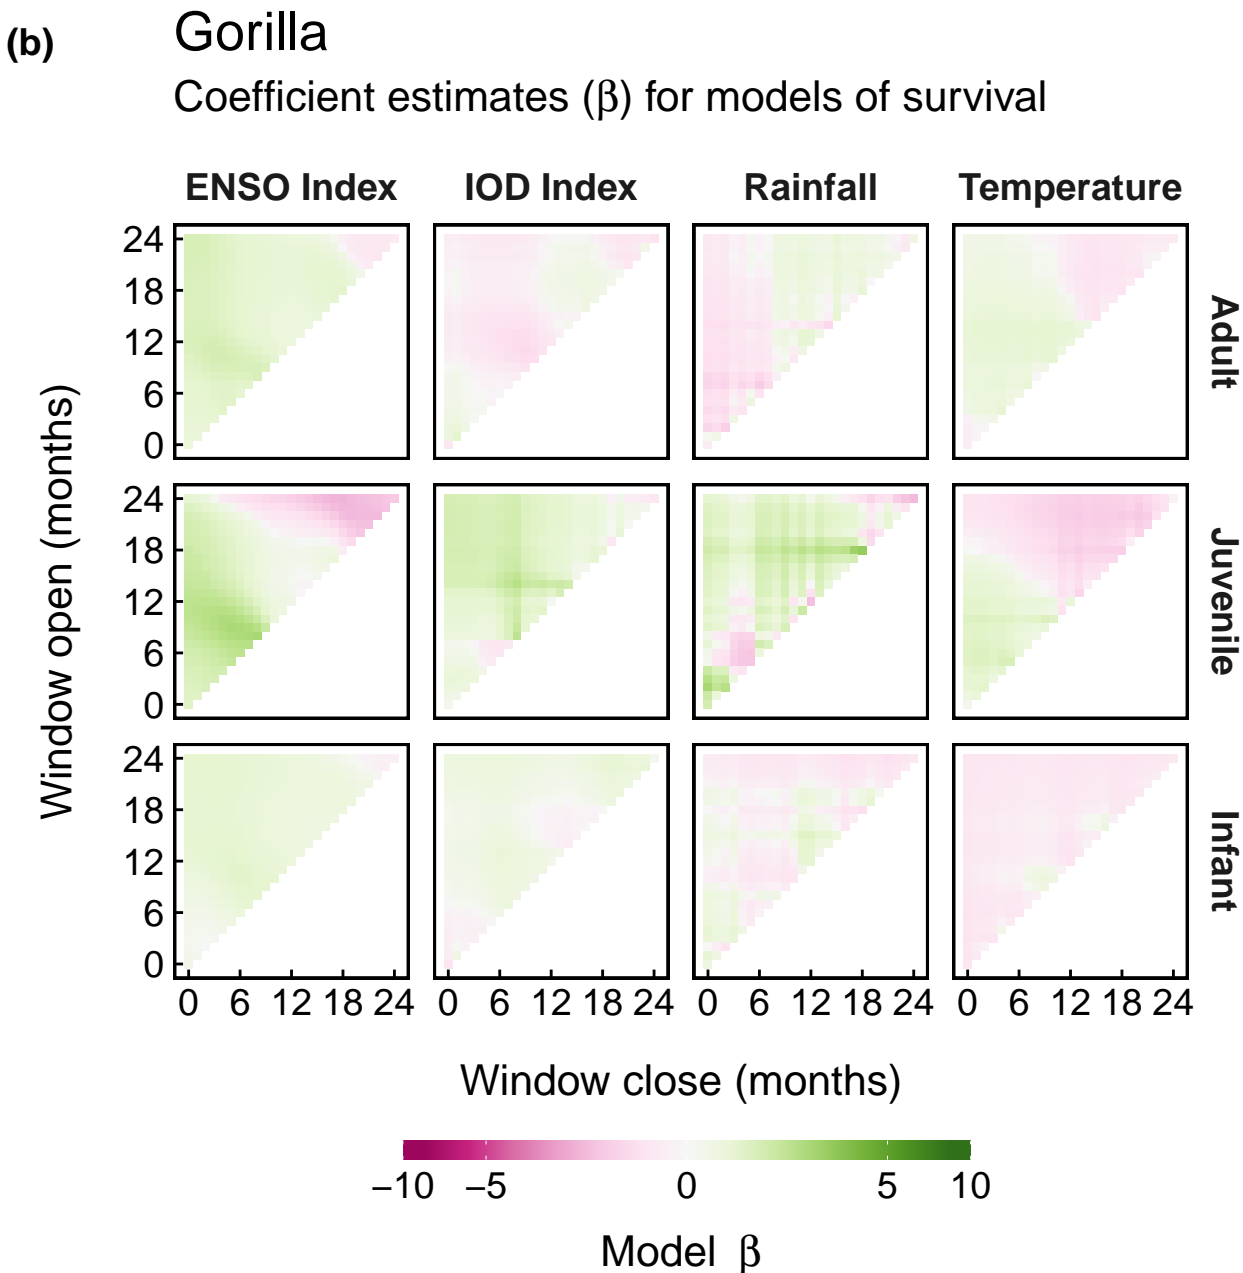 (b) Gorilla
Coefficient estimates (β) for models of survival
ENSO Index IOD Index Rainfall Temperature
Window open (months)
24
18
12
6
0
Adult
24
18
12
6
0
Juvenile
24
18
12
6
0
Infant
0 6 12 18 24 0 6 12 18 24 0 6 12 18 24 0 6 12 18 24
Window close (months)
−10 −5 0 5 10
Model β